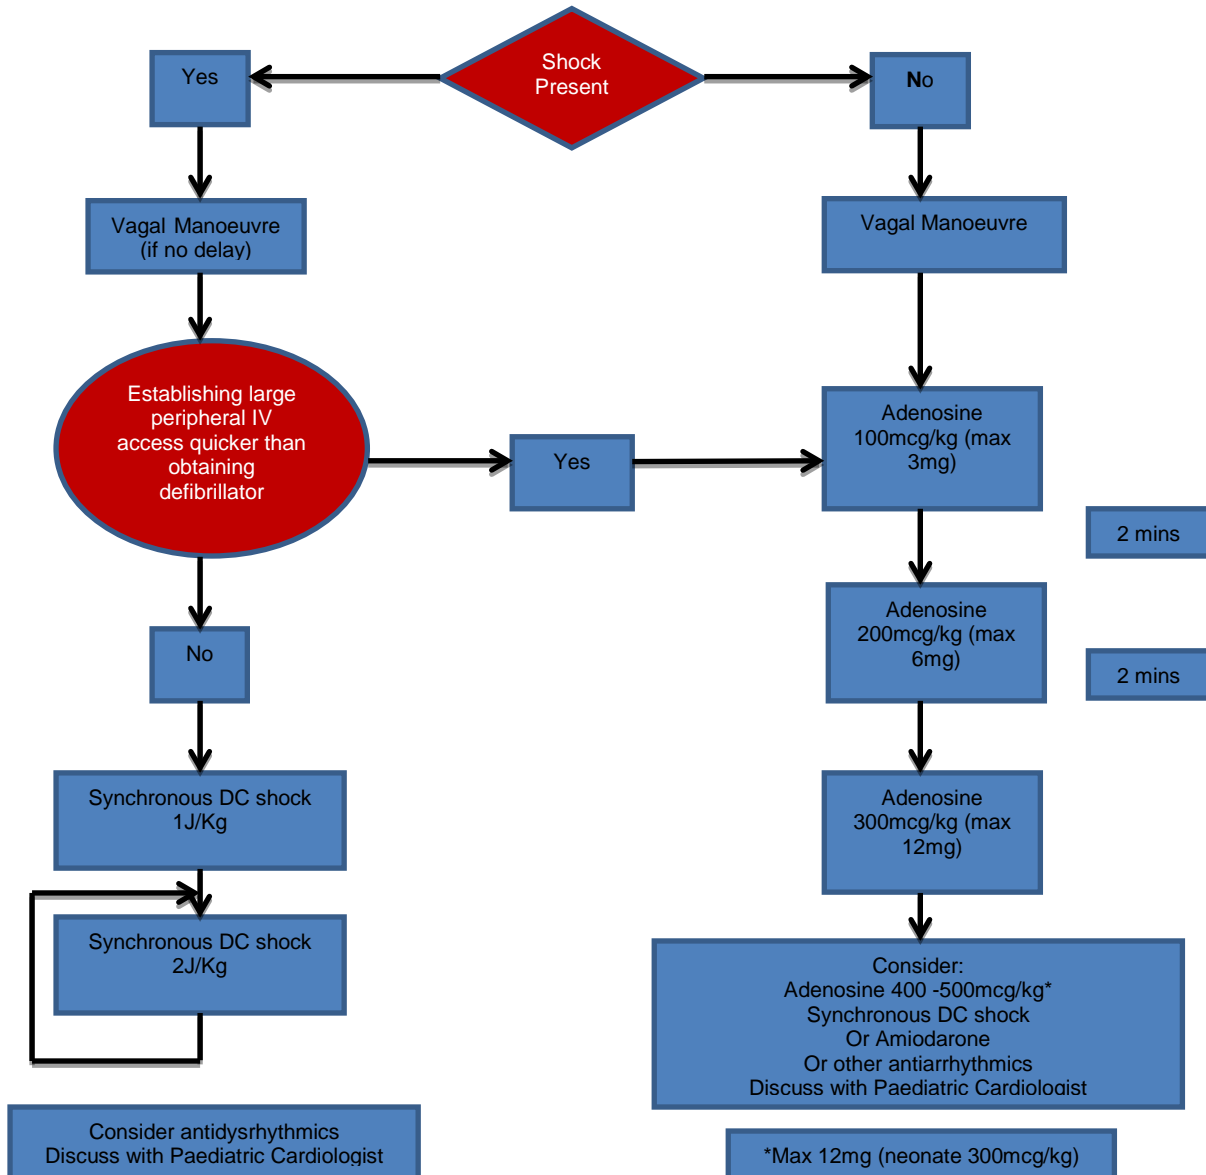 Shock
Present
Yes
No
Vagal Manoeuvre
(if no delay)
Vagal Manoeuvre
Establishing large
peripheral IV
access quicker than
obtaining
defibrillator
Yes
Adenosine
100mcg/kg (max
3mg)
2 mins
No
Adenosine
200mcg/kg (max
6mg)
2 mins
Synchronous DC shock
1J/Kg
Adenosine
300mcg/kg (max
12mg)
Synchronous DC shock
2J/Kg
Consider:
Adenosine 400 -500mcg/kg*
Synchronous DC shock
Or Amiodarone
Or other antiarrhythmics
Discuss with Paediatric Cardiologist
Consider antidysrhythmics
Discuss with Paediatric Cardiologist
*Max 12mg (neonate 300mcg/kg)